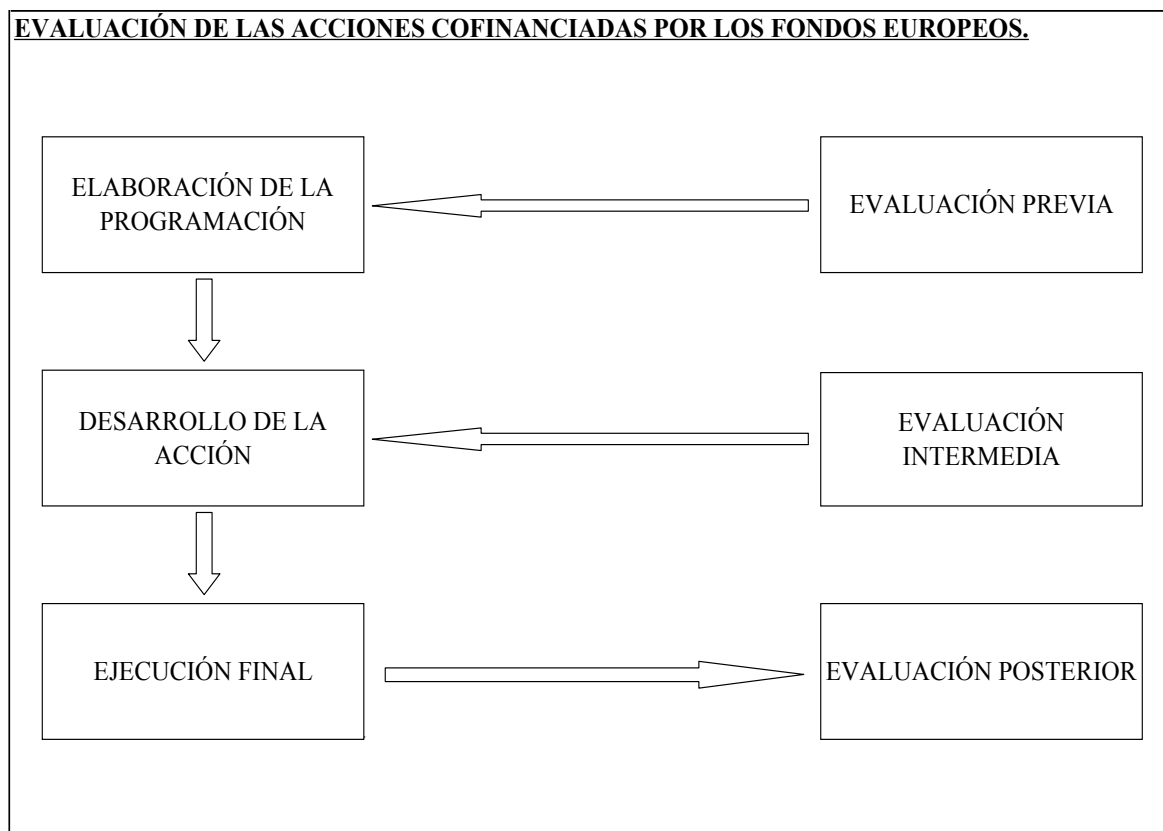 EVALUACIÓN DE LAS ACCIONES COFINANCIADAS POR LOS FONDOS EUROPEOS.
ELABORACIÓN DE LA
PROGRAMACIÓN
EVALUACIÓN PREVIA
DESARROLLO DE LA
ACCIÓN
EVALUACIÓN
INTERMEDIA
EJECUCIÓN FINAL
EVALUACIÓN POSTERIOR